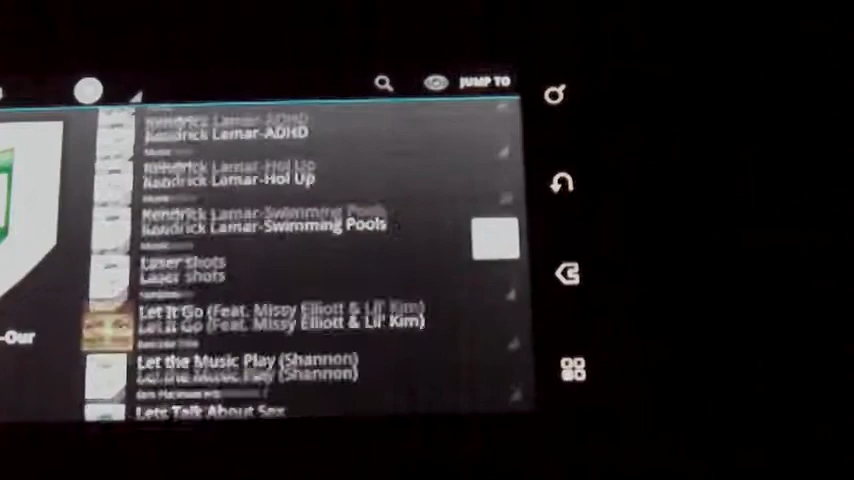 JUMP TO
Kendrick Lamar-ADHD
Kendrick Lamar-Hol Up
Kendrick Lamar-Swimming Pools
Laser shots
Let It Go (Feat. Missy Elliott & Lil' Kim)
-Our
Let the Music Play (Shannon)
Lets Talk About Sex